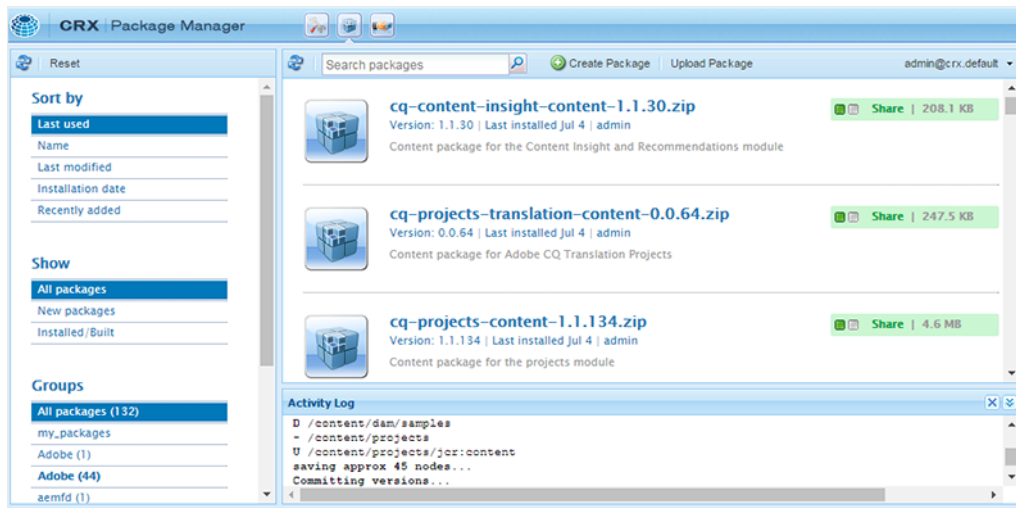 CRX Package Manager
Reset
Sort by
Last used
Name
Last modified
Installation date
Recently added
Show
All packages
New packages
Installed/Built
Groups
All packages (132)
my_packages
Adobe (1)
Adobe (44)
aemfd (1)
Search packages
Create Package
Upload Package
admin@crx.default
cq-content-insight-content-1.1.30.zip
Share | 208.1 KB
Version: 1.1.30 | Last installed Jul 4 | admin
Content package for the Content Insight and Recommendations module
cq-projects-translation-content-0.0.64.zip
Share | 247.5 KB
Version: 0.0.64 | Last installed Jul 4 | admin
Content package for Adobe CQ Translation Projects
cq-projects-content-1.1.134.zip
Share | 4.6 MB
Version: 1.1.134 | Last installed Jul 4 | admin
Content package for the projects module
Activity Log
D /content/dam/samples
- /content/projects
U /content/projects/jcr:content
saving approx 45 nodes...
Committing versions...